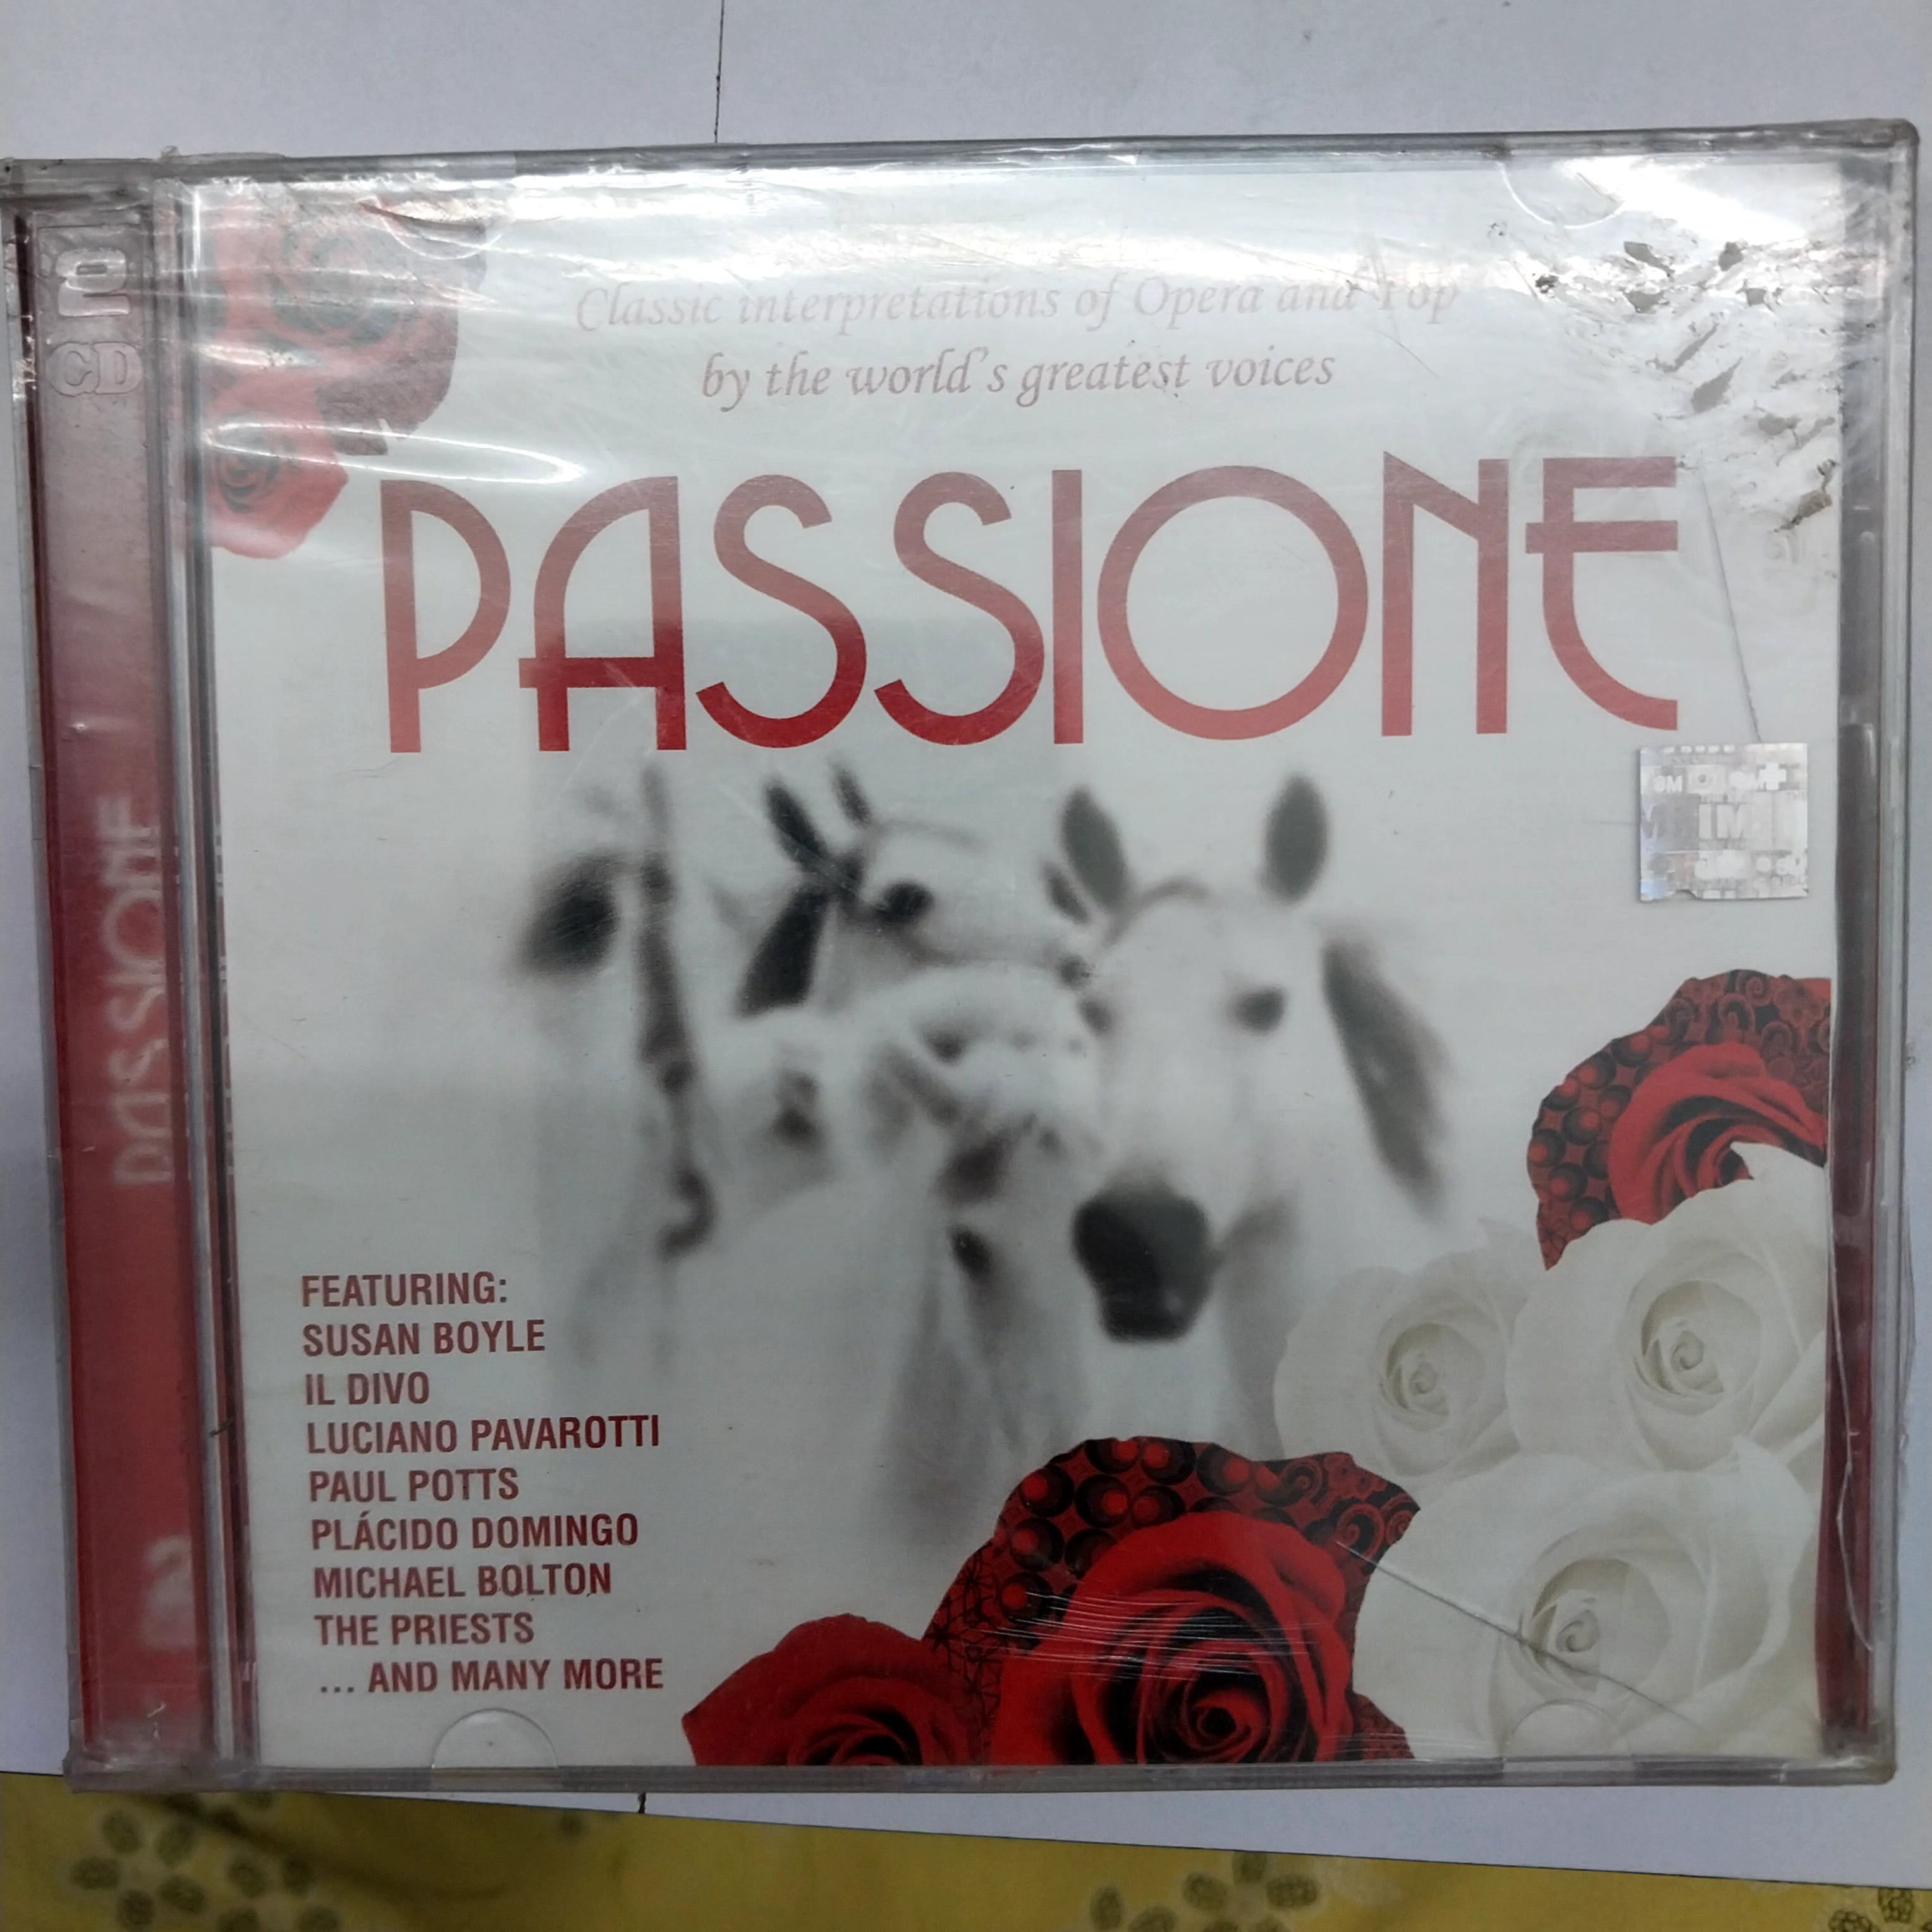 2
CD
Classic interpretations of Opera and Pop
by the world's greatest voices
PASSIONE
PASSIONE
FEATURING:
SUSAN BOYLE
IL DIVO
LUCIANO PAVAROTTI
PAUL POTTS
PLÁCIDO DOMINGO
MICHAEL BOLTON
THE PRIESTS
... AND MANY MORE